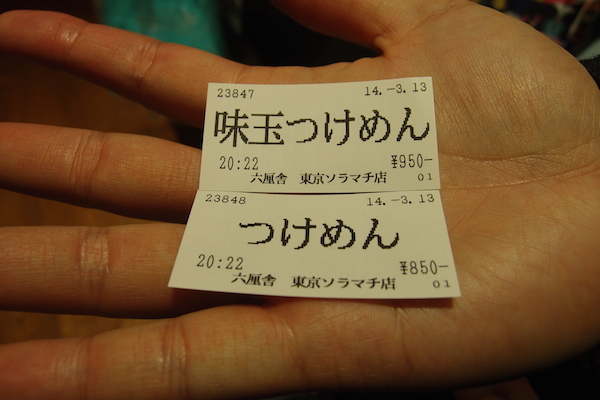 23847 14.-3.13
味玉つけめん
20:22 ¥950-
六厘舎 東京ソラマチ店 01
23848 14.-3.13
つけめん
20:22 ¥850-
六厘舎 東京ソラマチ店 01